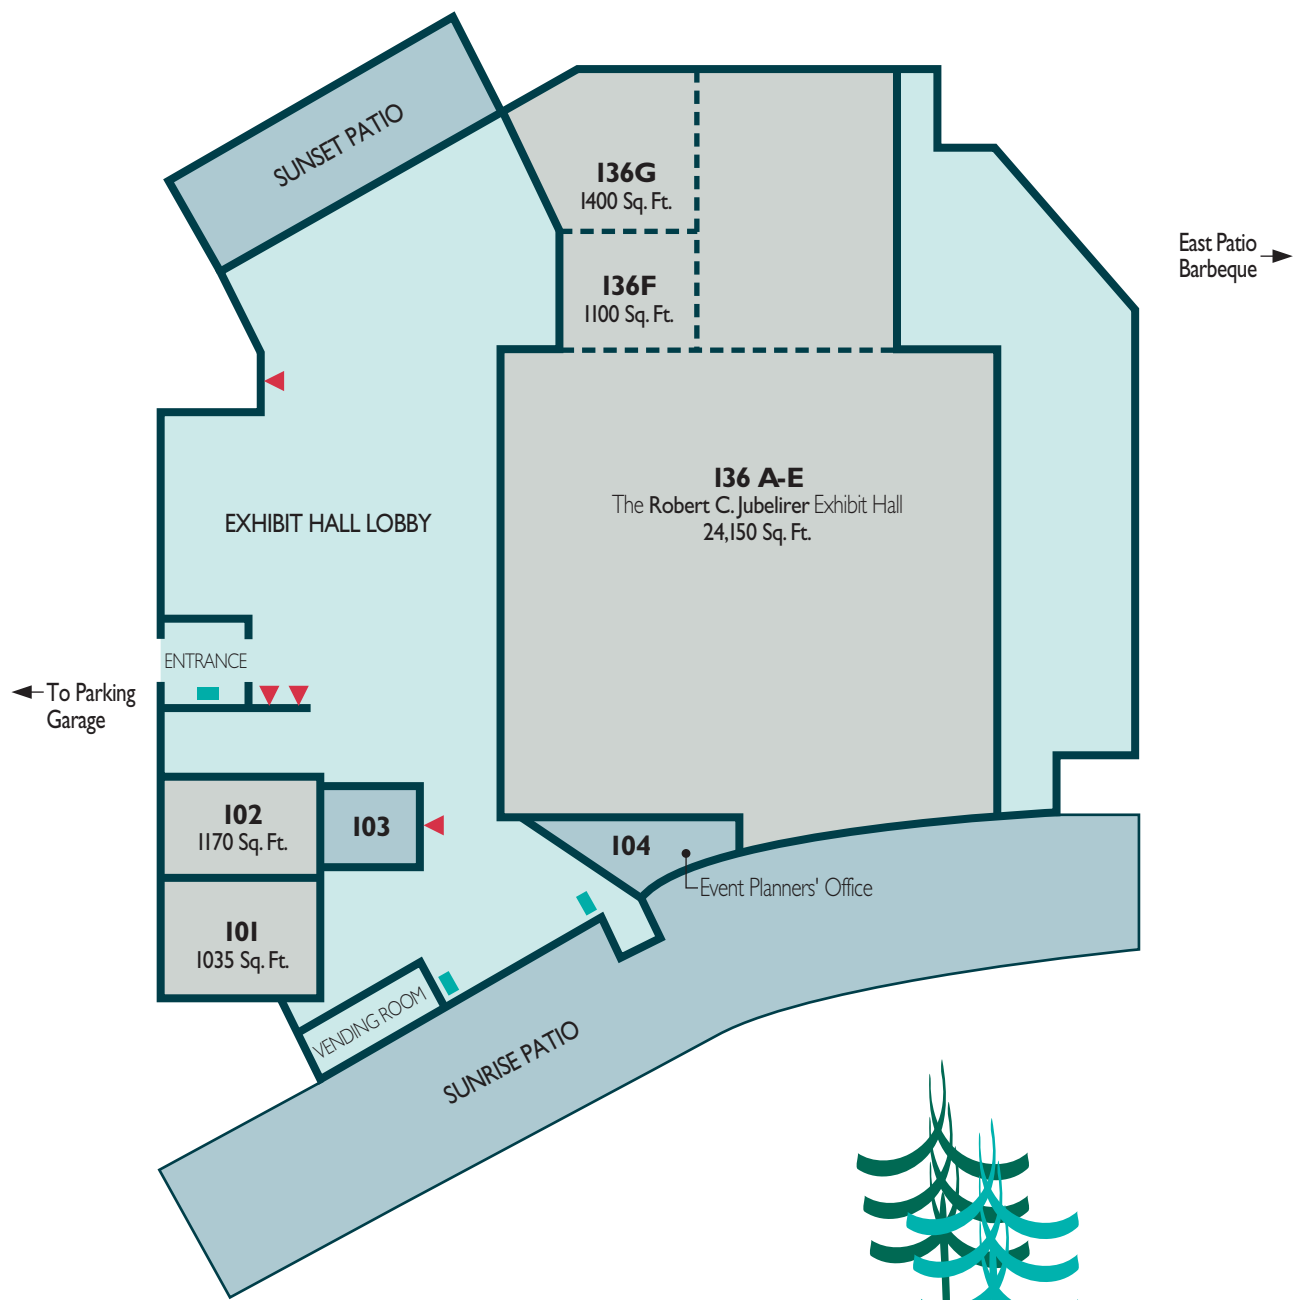 SUNSET PATIO
136G
1400 Sq. Ft.
136F
1100 Sq. Ft.
East Patio
Barbeque
136 A-E
The Robert C. Jubelirer Exhibit Hall
24,150 Sq. Ft.
EXHIBIT HALL LOBBY
ENTRANCE
To Parking
Garage
102
1170 Sq. Ft.
103
104
Event Planners' Office
101
1035 Sq. Ft.
VENDING ROOM
SUNRISE PATIO